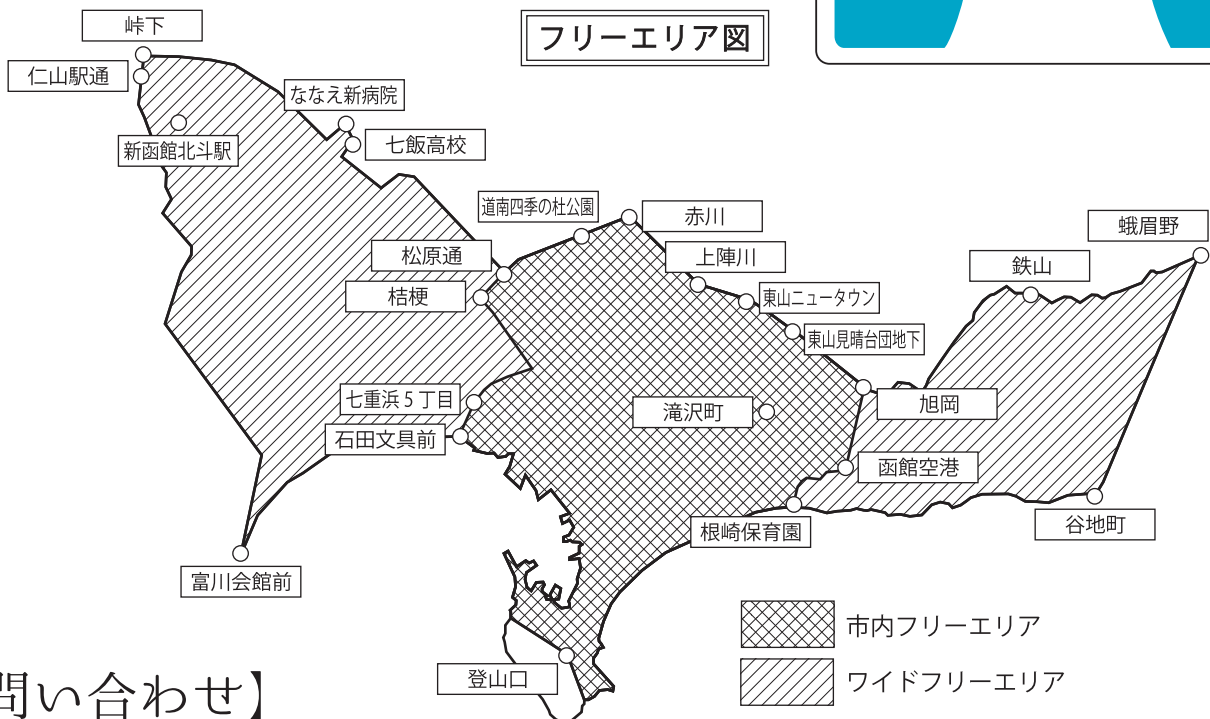 峠下
フリーエリア図
仁山駅通
ななえ新病院
新函館北斗駅
七飯高校
道南四季の杜公園
赤川
蛾眉野
松原通
上陣川
鉄山
桔梗
東山ニュータウン
東山見晴台団地下
七重浜5丁目
滝沢町
旭岡
石田文具前
函館空港
根崎保育園
谷地町
富川会館前
市内フリーエリア
登山口
ワイドフリーエリア
問い合わせ】